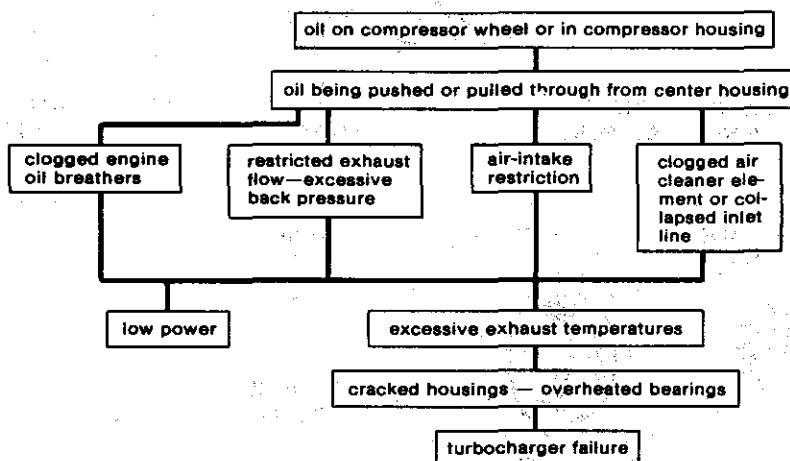 oil on compressor wheel or in compressor housing
oil being pushed or pulled through from center housing
clogged engine
oil breathers
restricted exhaust
flow—excessive
back pressure
air-intake
restriction
clogged air
cleaner ele-
ment or col-
lapsed inlet
line
low power
excessive exhaust temperatures
cracked housings — overheated bearings
turbocharger failure